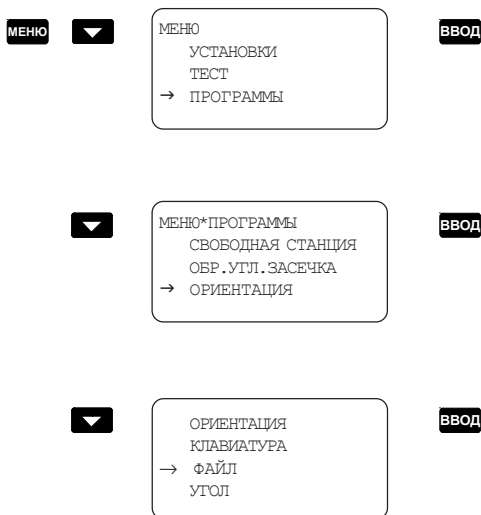 МЕНЮ
МЕНЮ
УСТАНОВКИ
ТЕСТ
→ ПРОГРАММЫ
ВВОД
МЕНЮ*ПРОГРАММЫ
СВОБОДНАЯ СТАНЦИЯ
ОБР.УГЛ.ЗАСЕЧКА
→ ОРИЕНТАЦИЯ
ВВОД
ОРИЕНТАЦИЯ
КЛАВИАТУРА
→ ФАЙЛ
УГОЛ
ВВОД